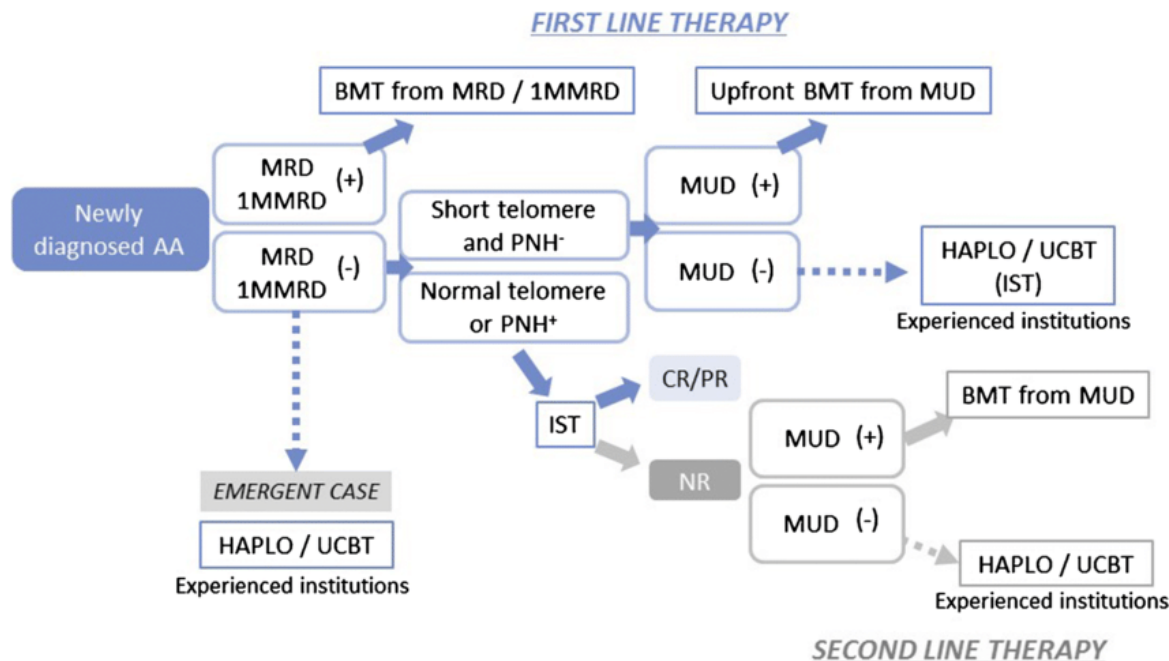 FIRST LINE THERAPY
BMT from MRD / 1MMRD
Upfront BMT from MUD
Newly
diagnosed AA
MRD
1MMRD (+)
MRD
1MMRD (-)
Short telomere
and PNH⁻
Normal telomere
or PNH⁺
MUD (+)
MUD (-)
HAPLO / UCBT
(IST)
Experienced institutions
IST
CR/PR
NR
MUD (+)
MUD (-)
BMT from MUD
HAPLO / UCBT
Experienced institutions
EMERGENT CASE
HAPLO / UCBT
Experienced institutions
SECOND LINE THERAPY